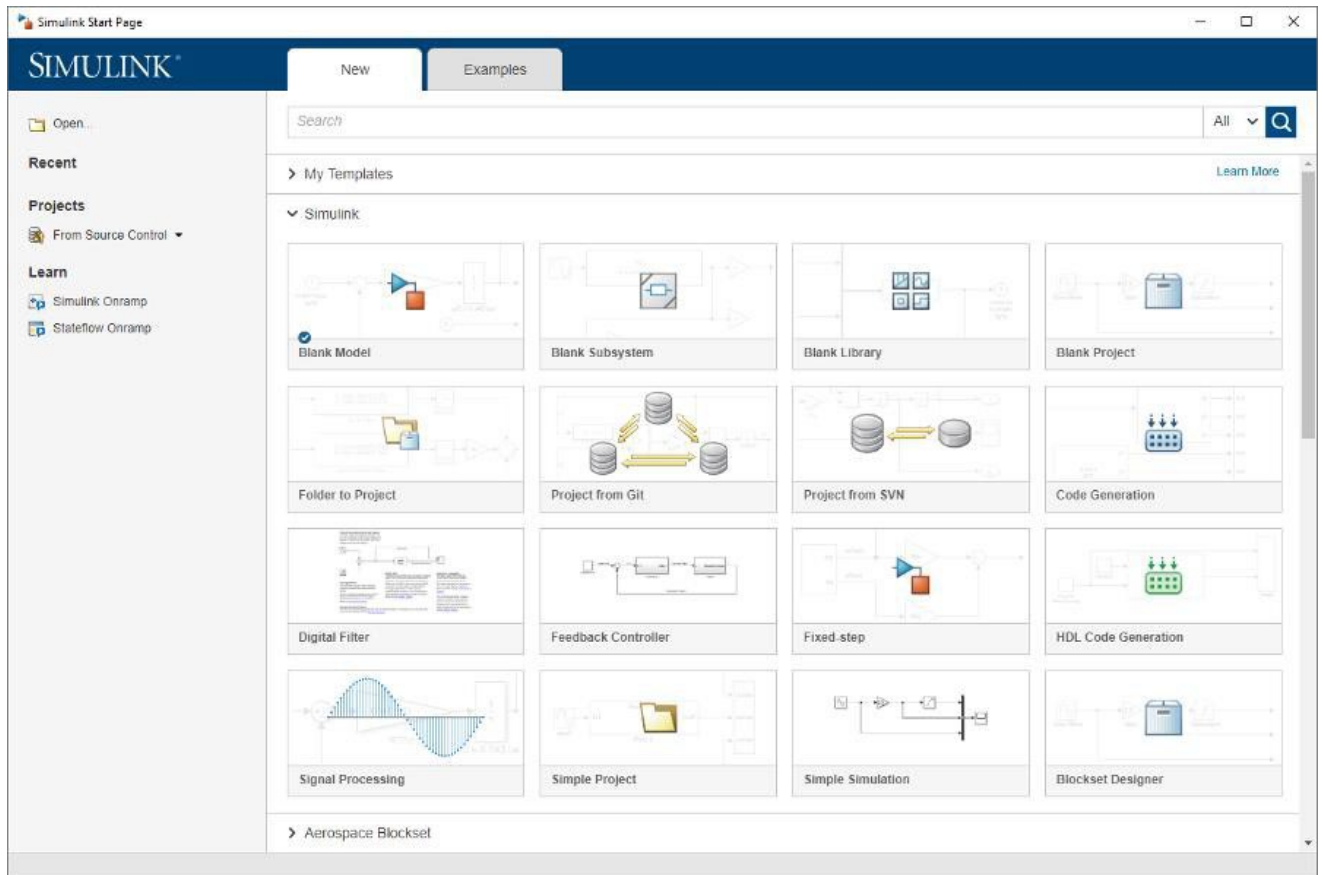 Simulink Start Page
SIMULINK®
New
Examples
Open...
Recent
Projects
From Source Control
Learn
Simulink Onramp
Stateflow Onramp
Search
All
My Templates
Learn More
Simulink
Blank Model
Blank Subsystem
Blank Library
Blank Project
Folder to Project
Project from Git
Project from SVN
Code Generation
Digital Filter
Feedback Controller
Fixed-step
HDL Code Generation
Signal Processing
Simple Project
Simple Simulation
Blockset Designer
Aerospace Blockset